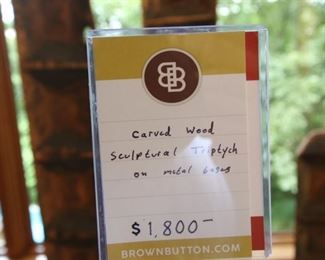 BB
Carved Wood
Sculptural Triptych
on metal bases
$1,800-
BROWNBUTTON.COM